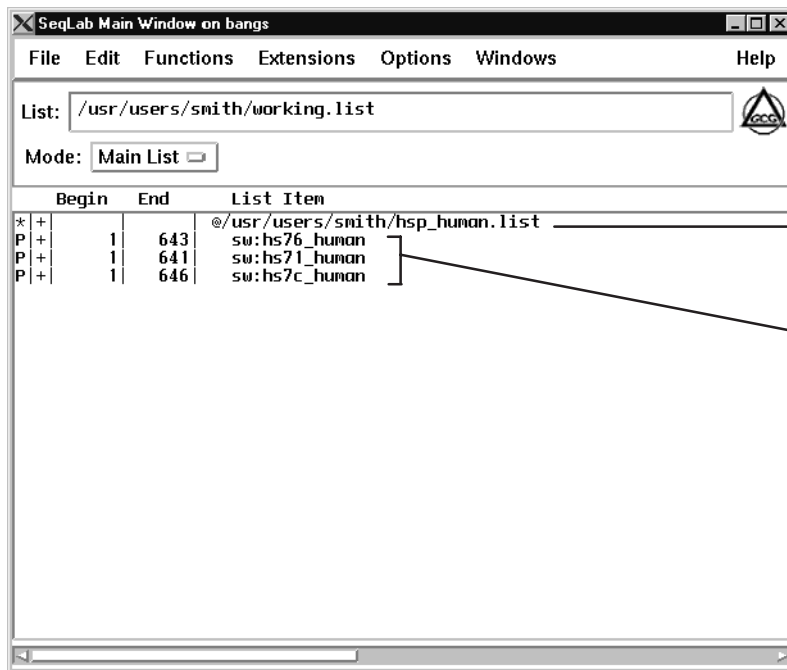 SeqLab Main Window on bangs
File Edit Functions Extensions Options Windows Help
List: /usr/users/smith/working.list
GCG
Mode: Main List
Begin End List Item
*|+| | | @/usr/users/smith/hsp_human.list
P|+| 1| 643| sw:hs76_human
P|+| 1| 641| sw:hs71_human
P|+| 1| 646| sw:hs7c_human